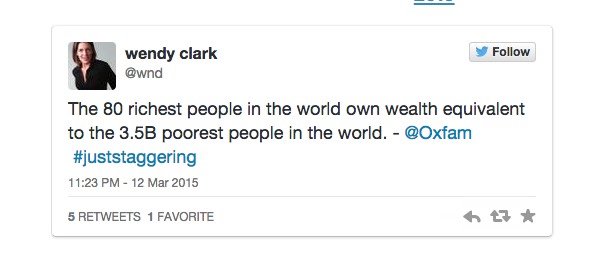 wendy clark
@wnd
Follow
The 80 richest people in the world own wealth equivalent
to the 3.5B poorest people in the world. - @Oxfam
#juststaggering
11:23 PM - 12 Mar 2015
5 RETWEETS 1 FAVORITE